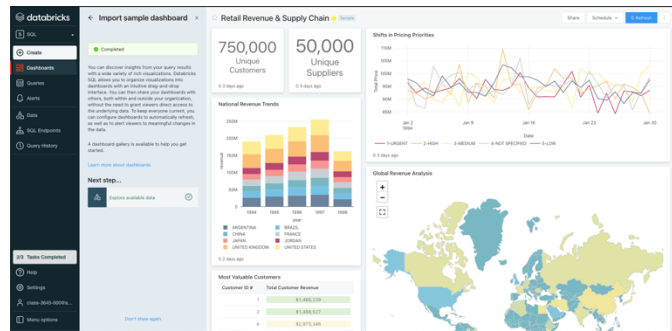 databricks
SQL
Create
Dashboards
Queries
Alerts
Data
SQL Endpoints
Query History
2/3 Tasks Completed
Help
Settings
Menu options
Import sample dashboard
Completed
You can discover insights from your query results
with a wide variety of rich visualizations. Databricks
SQL allows you to organize visualizations into
dashboards with an intuitive drag-and-drop
interface. You can then share your dashboards with
others, both within and outside your organization,
without the need to grant viewers direct access to
the underlying data. To keep everyone current, you
can configure dashboards to automatically refresh,
as well as to alert viewers to meaningful changes in
the data.
A dashboard gallery is available to help you get
started.
Learn more about dashboards
Next step...
Explore available data
Don't show again
Retail Revenue & Supply Chain
Sample
Share
Schedule
Refresh
750,000
Unique
Customers
50,000
Unique
Suppliers
National Revenue Trends
revenue
250M
200M
150M
100M
50M
0
1994 1995 1996 1997 1998
year
ARGENTINA BRAZIL
CHINA FRANCE
JAPAN JORDAN
UNITED KINGDOM UNITED STATES
Most Valuable Customers
Customer ID # Total Customer Revenue
1
2
4
Shifts in Pricing Priorities
Total Price
Jan 2 Jan 9 Jan 16 Jan 23 Jan 30
1994
Date
1-URGENT 2-HIGH 3-MEDIUM 4-NOT SPECIFIED 5-LOW
Global Revenue Analysis